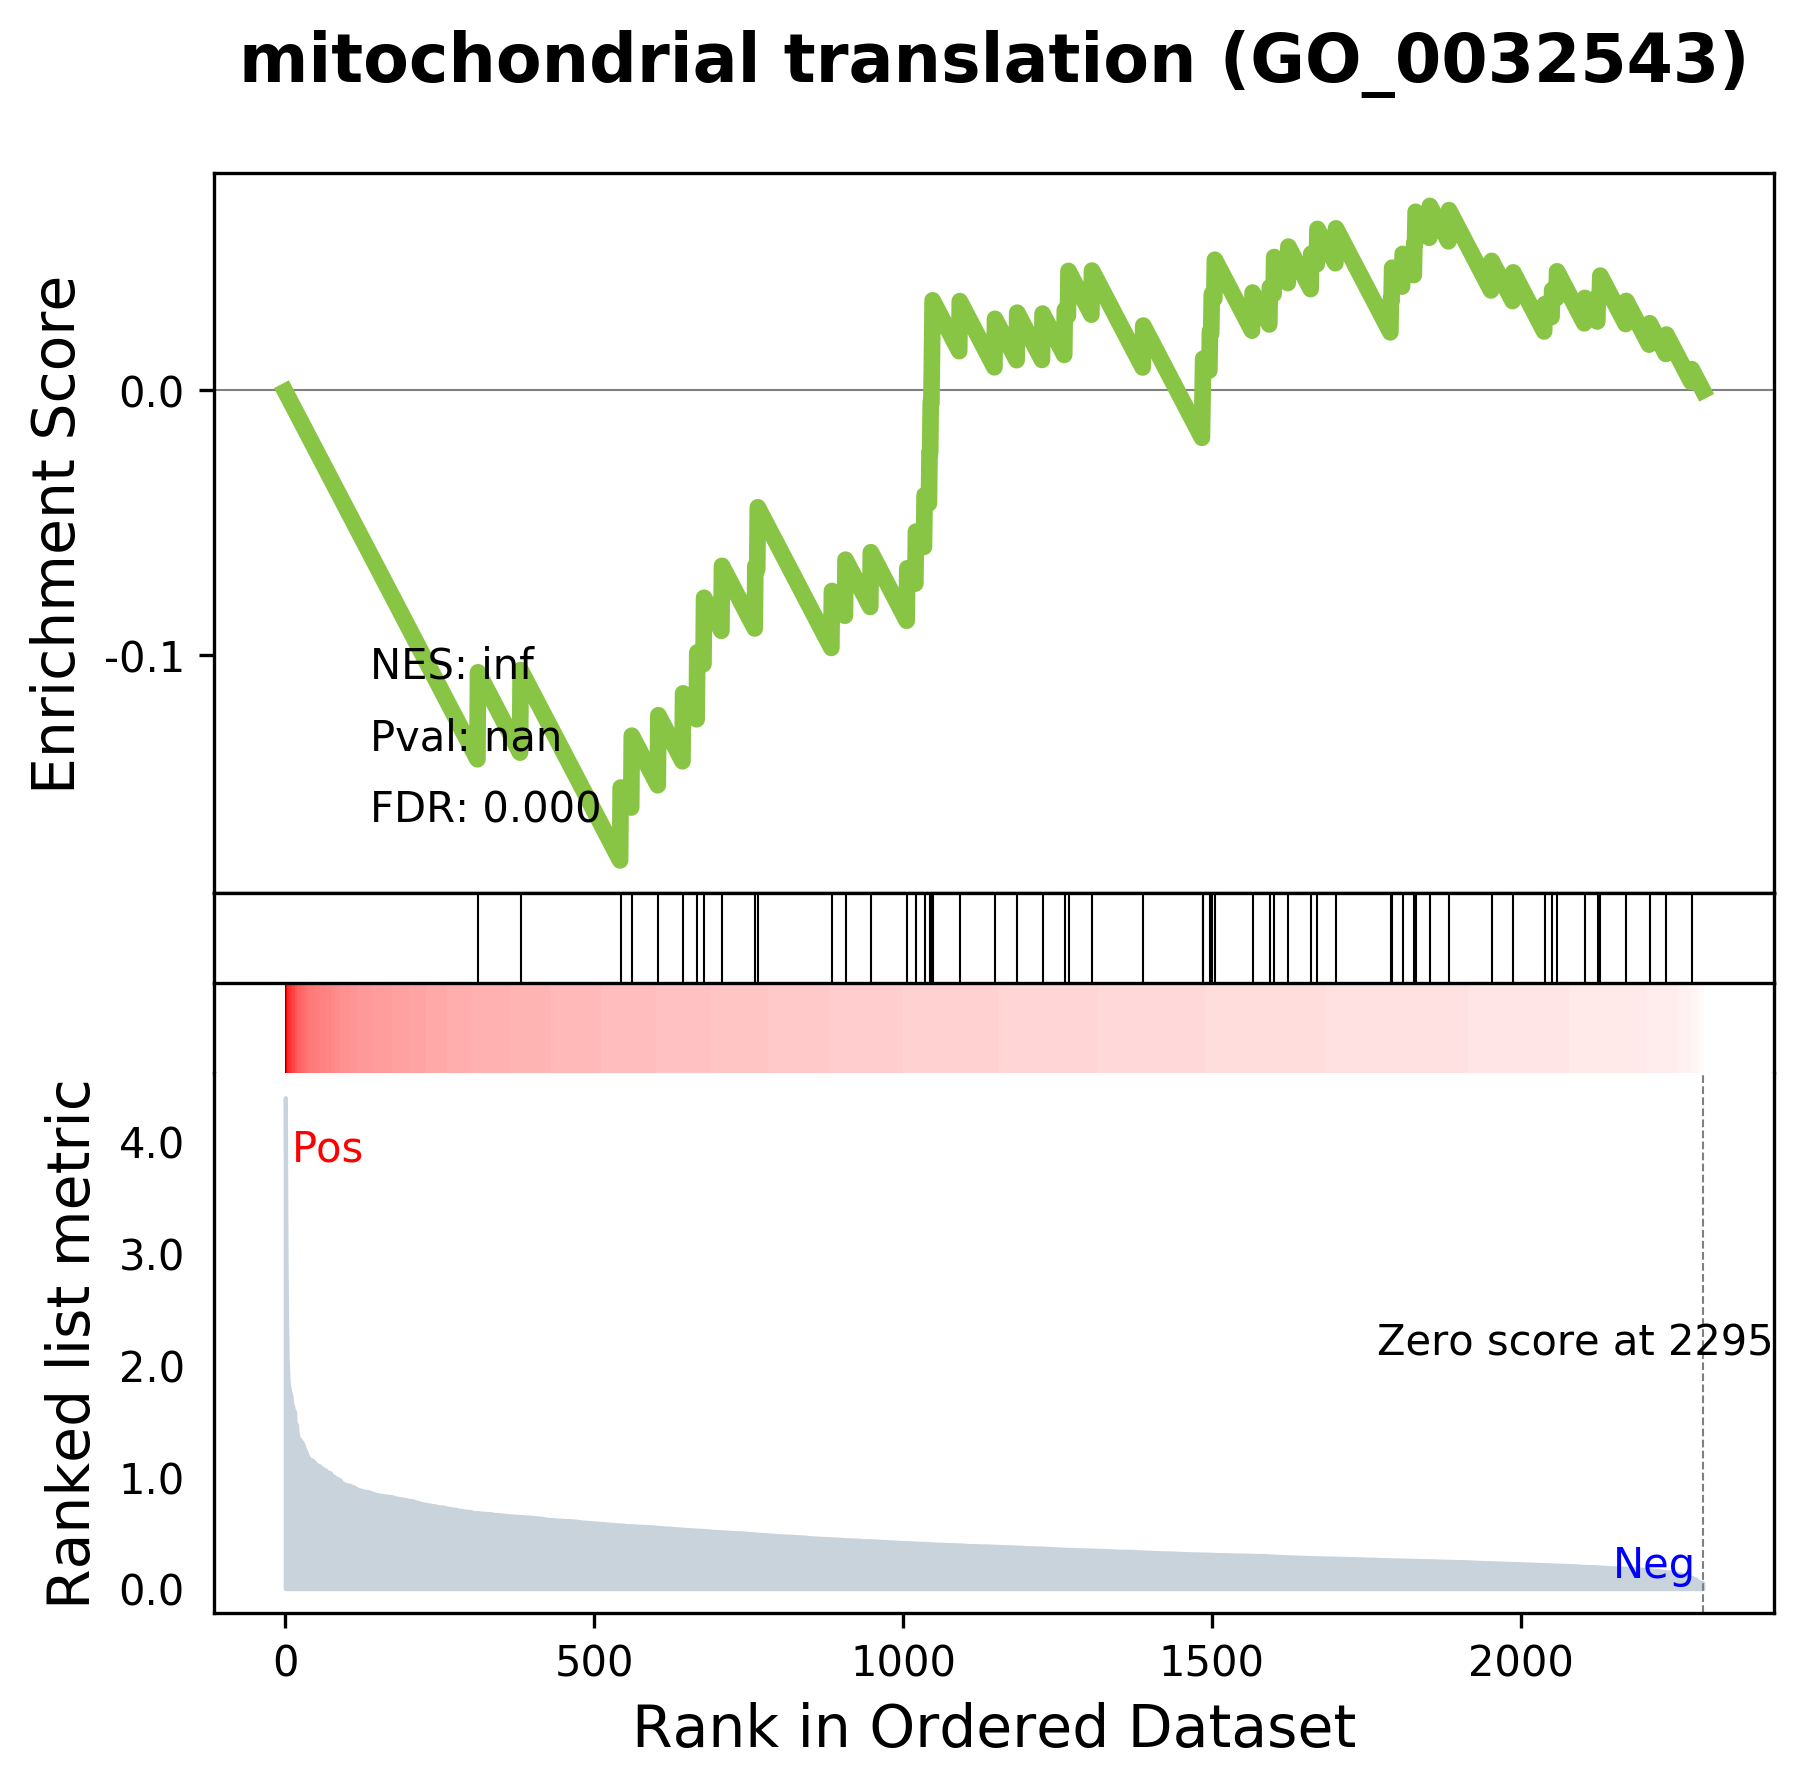 mitochondrial translation (GO_0032543)
Enrichment Score
0.0
-0.1
NES: inf
Pval: nan
FDR: 0.000
Ranked list metric
4.0
3.0
2.0
1.0
0.0
Pos
Zero score at 2295
Neg
0 500 1000 1500 2000
Rank in Ordered Dataset